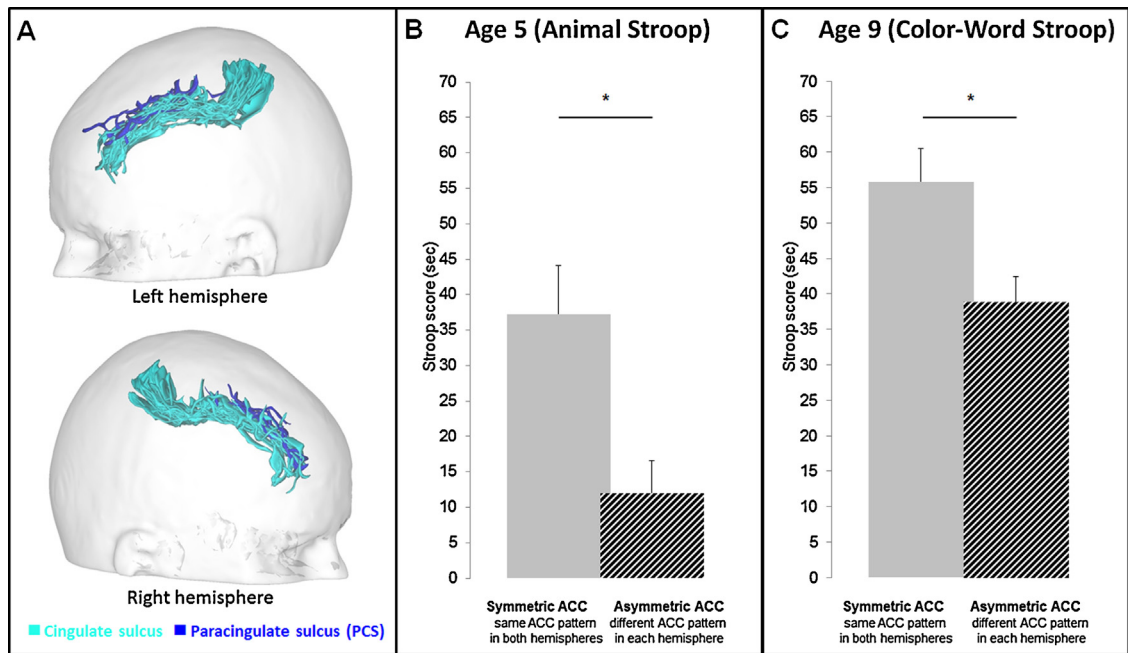 A
Left hemisphere
Right hemisphere
Cingulate sulcus Paracingulate sulcus (PCS)
B Age 5 (Animal Stroop)
70
65
60
55
50
45
40
35
30
25
20
15
10
5
0
Stroop score (sec)
*
Symmetric ACC
same ACC pattern
in both hemispheres
Asymmetric ACC
different ACC pattern
in each hemisphere
C Age 9 (Color-Word Stroop)
70
65
60
55
50
45
40
35
30
25
20
15
10
5
0
Stroop score (sec)
*
Symmetric ACC
same ACC pattern
in both hemispheres
Asymmetric ACC
different ACC pattern
in each hemisphere